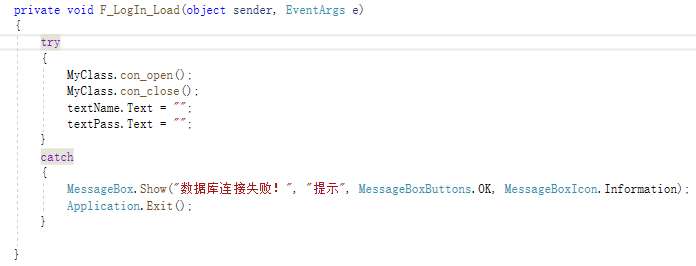 private void F_LogIn_Load(object sender, EventArgs e)
{
try
{
MyClass.con_open();
MyClass.con_close();
textName.Text = "";
textPass.Text = "";
}
catch
{
MessageBox.Show("数据库连接失败！", "提示", MessageBoxButtons.OK, MessageBoxIcon.Information);
Application.Exit();
}
}